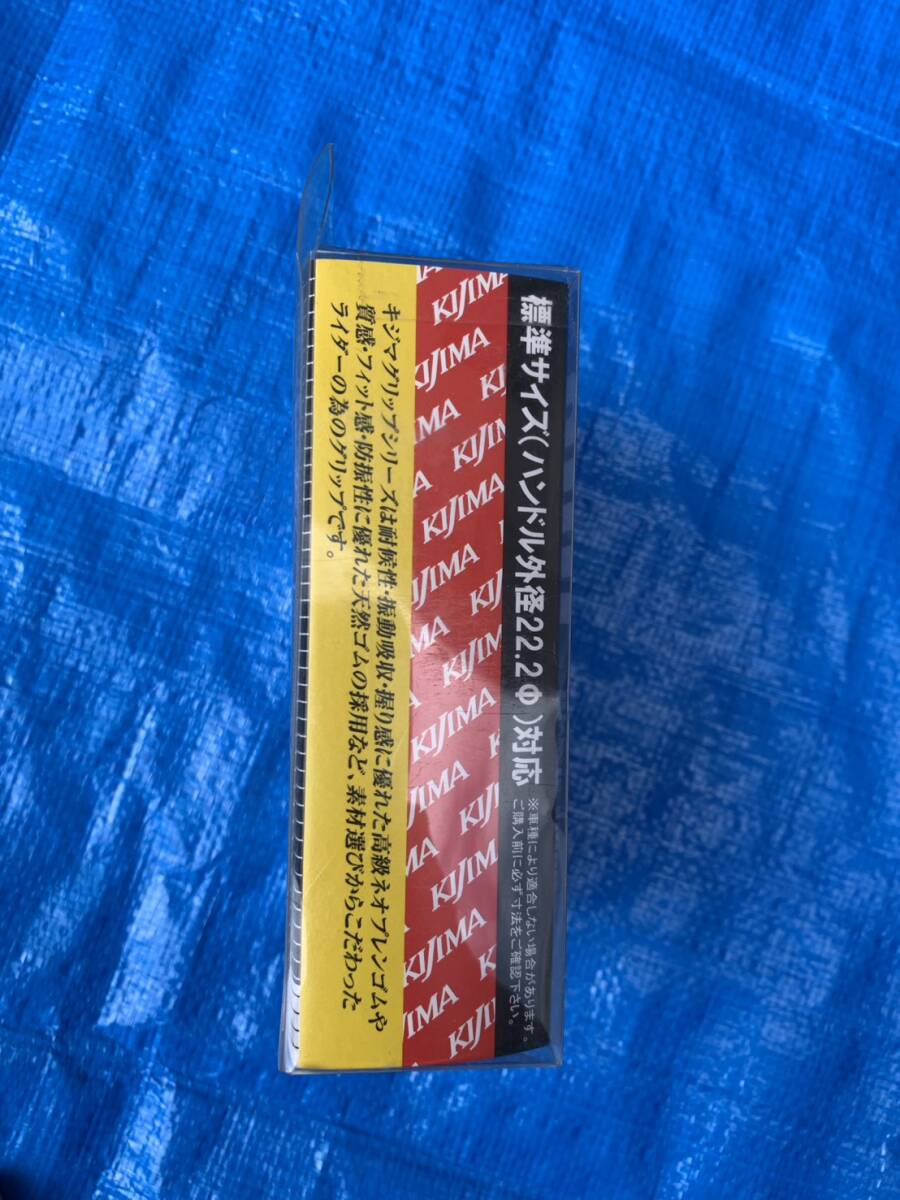 標準サイズ(ハンドル外径22.2Φ)対応
※車種により適合しない場合があります。
ご購入前に必ず寸法をご確認下さい。
KIJIMA
KIJIMA
KIJIMA
KIJIMA
KIJIMA
KIJIMA
KIJIMA
KIJIMA
キジマグリップシリーズは耐候性・振動吸収・握り感に優れた高級ネオプレンゴムや
質感・フィット感・防振性に優れた天然ゴムの採用など、素材選びからこだわった
ライダーの為のグリップです。